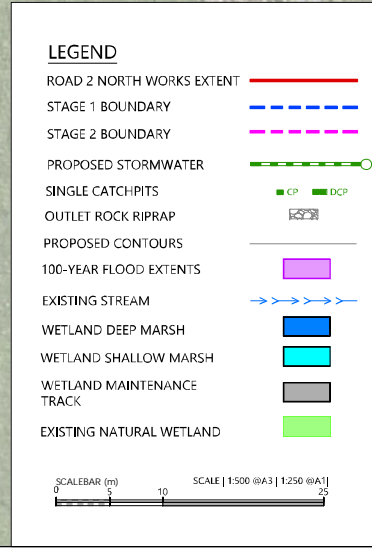 LEGEND
ROAD 2 NORTH WORKS EXTENT
STAGE 1 BOUNDARY
STAGE 2 BOUNDARY
PROPOSED STORMWATER
SINGLE CATCHPITS CP DCP
OUTLET ROCK RIPRAP
PROPOSED CONTOURS
100-YEAR FLOOD EXTENTS
EXISTING STREAM
WETLAND DEEP MARSH
WETLAND SHALLOW MARSH
WETLAND MAINTENANCE
TRACK
EXISTING NATURAL WETLAND
SCALEBAR (m) SCALE | 1:500 @A3 | 1:250 @A1|
0 5 10 25